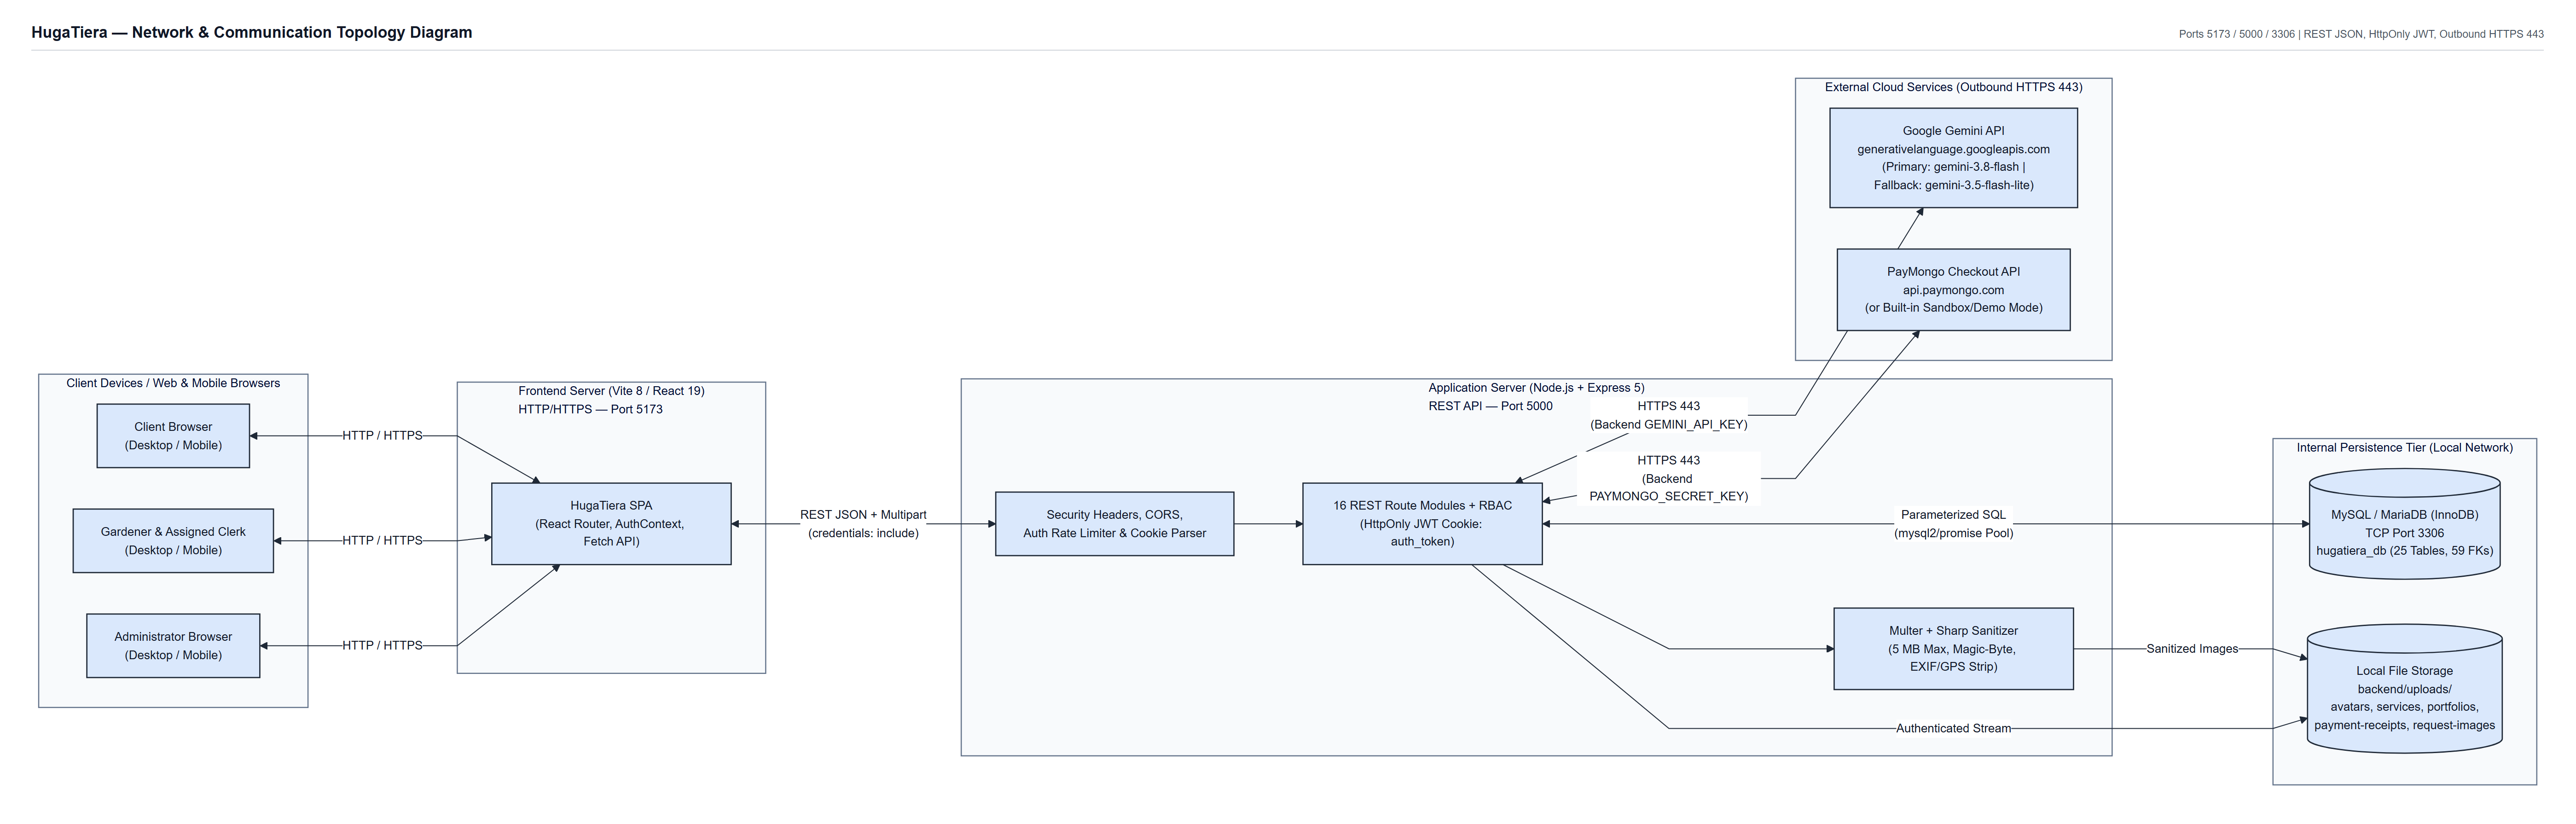 HugaTiera — Network & Communication Topology Diagram
Ports 5173 / 5000 / 3306 | REST JSON, HttpOnly JWT, Outbound HTTPS 443
External Cloud Services (Outbound HTTPS 443)
Google Gemini API
generativelanguage.googleapis.com
(Primary: gemini-3.8-flash |
Fallback: gemini-3.5-flash-lite)
PayMongo Checkout API
api.paymongo.com
(or Built-in Sandbox/Demo Mode)
Client Devices / Web & Mobile Browsers
Client Browser
(Desktop / Mobile)
Gardener & Assigned Clerk
(Desktop / Mobile)
Administrator Browser
(Desktop / Mobile)
HTTP / HTTPS
HTTP / HTTPS
HTTP / HTTPS
Frontend Server (Vite 8 / React 19)
HTTP/HTTPS — Port 5173
HugaTiera SPA
(React Router, AuthContext,
Fetch API)
REST JSON + Multipart
(credentials: include)
Application Server (Node.js + Express 5)
REST API — Port 5000
Security Headers, CORS,
Auth Rate Limiter & Cookie Parser
16 REST Route Modules + RBAC
(HttpOnly JWT Cookie:
auth_token)
HTTPS 443
(Backend GEMINI_API_KEY)
HTTPS 443
(Backend
PAYMONGO_SECRET_KEY)
Parameterized SQL
(mysql2/promise Pool)
Multer + Sharp Sanitizer
(5 MB Max, Magic-Byte,
EXIF/GPS Strip)
Sanitized Images
Authenticated Stream
Internal Persistence Tier (Local Network)
MySQL / MariaDB (InnoDB)
TCP Port 3306
hugatiera_db (25 Tables, 59 FKs)
Local File Storage
backend/uploads/
avatars, services, portfolios,
payment-receipts, request-images